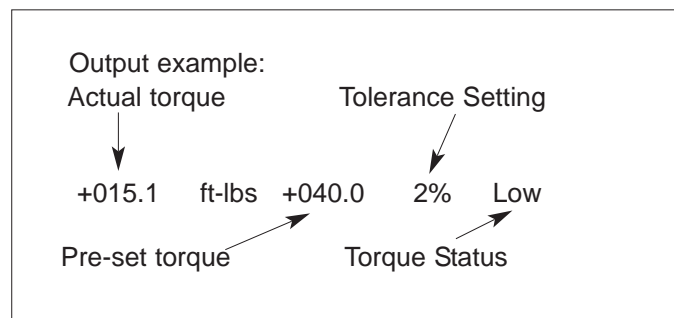 Output example:
Actual torque Tolerance Setting
+015.1 ft-lbs +040.0 2% Low
Pre-set torque Torque Status